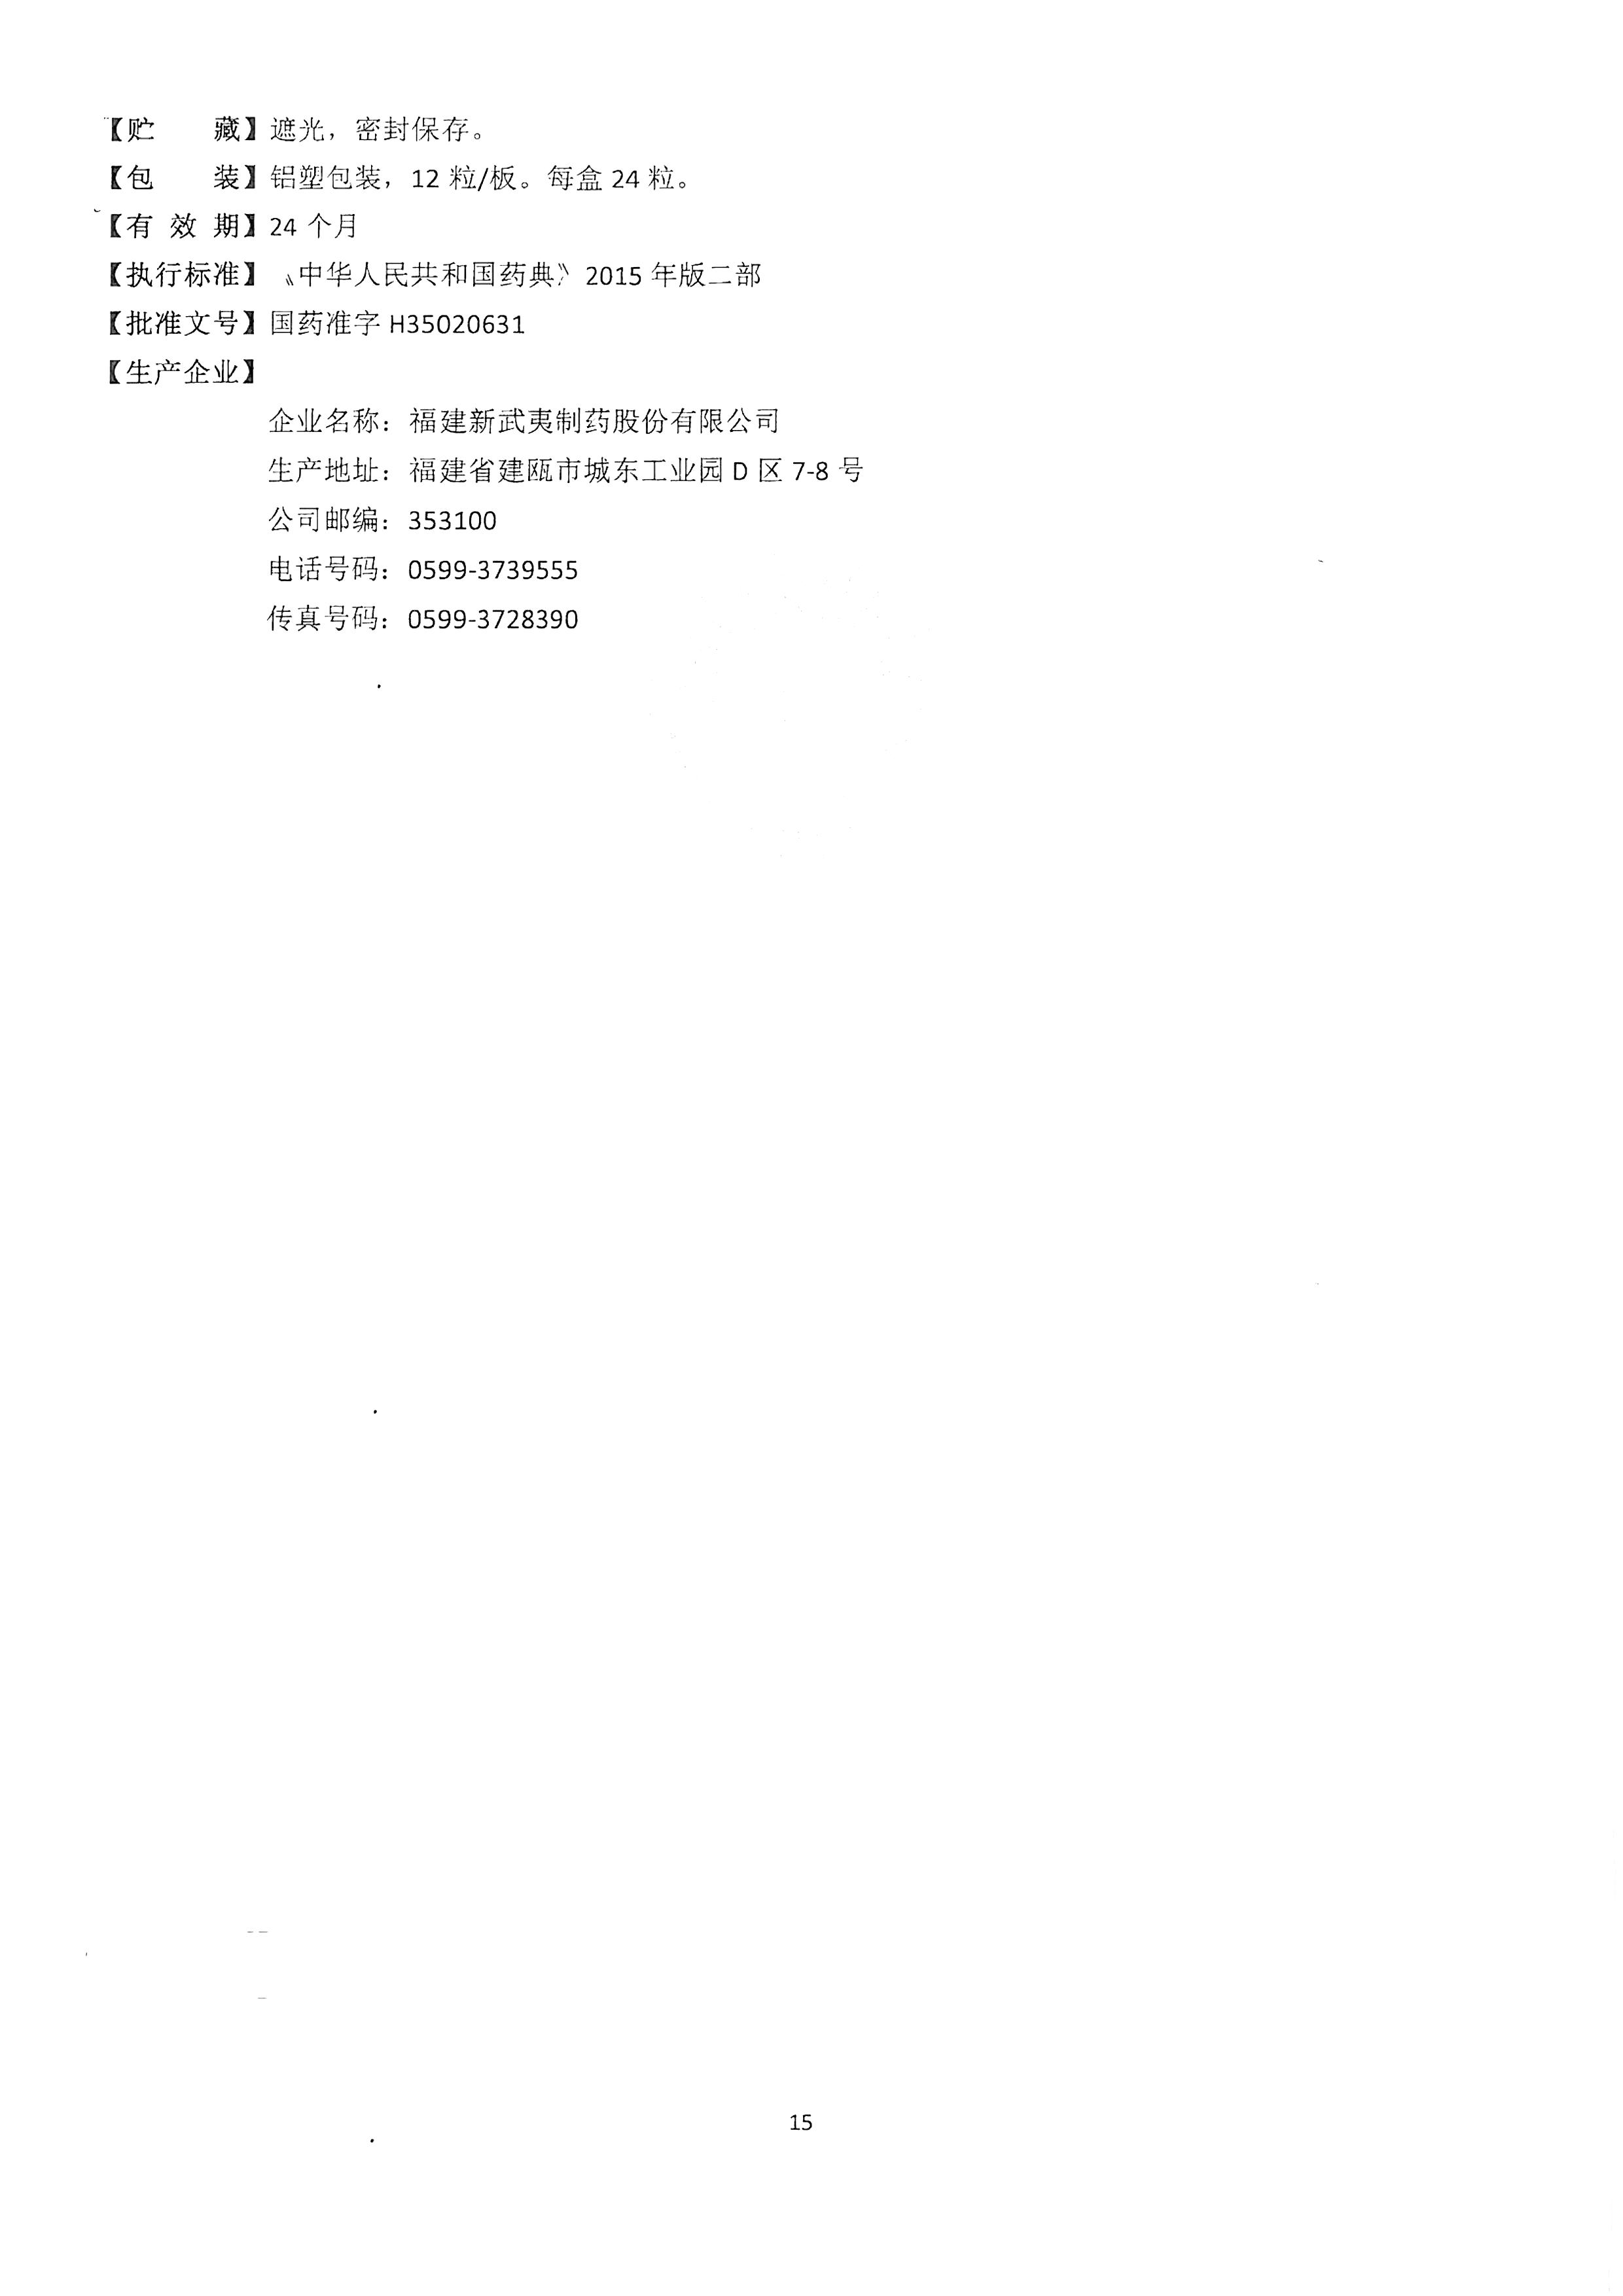 【贮　　藏】遮光，密封保存。
【包　　装】铝塑包装，12 粒/板。每盒 24 粒。
【有 效 期】24 个月
【执行标准】《中华人民共和国药典》2015 年版二部
【批准文号】国药准字 H35020631
【生产企业】
企业名称：福建新武夷制药股份有限公司
生产地址：福建省建瓯市城东工业园 D 区 7-8 号
公司邮编：353100
电话号码：0599-3739555
传真号码：0599-3728390
15